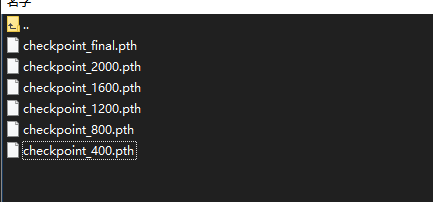 名字
..
checkpoint_final.pth
checkpoint_2000.pth
checkpoint_1600.pth
checkpoint_1200.pth
checkpoint_800.pth
checkpoint_400.pth